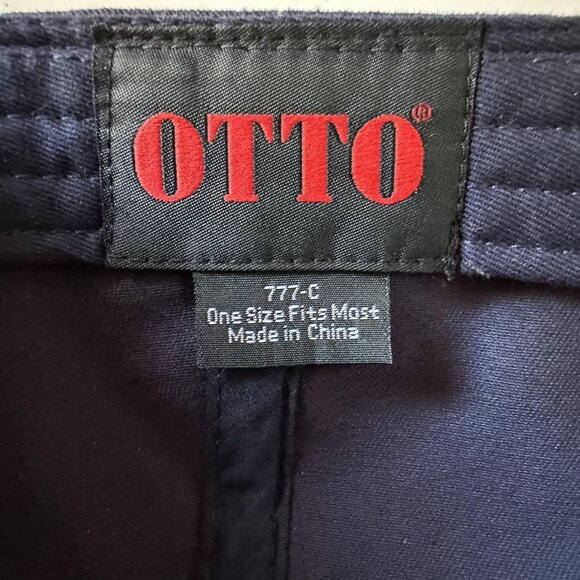 OTTO®
777-C
One Size Fits Most
Made in China